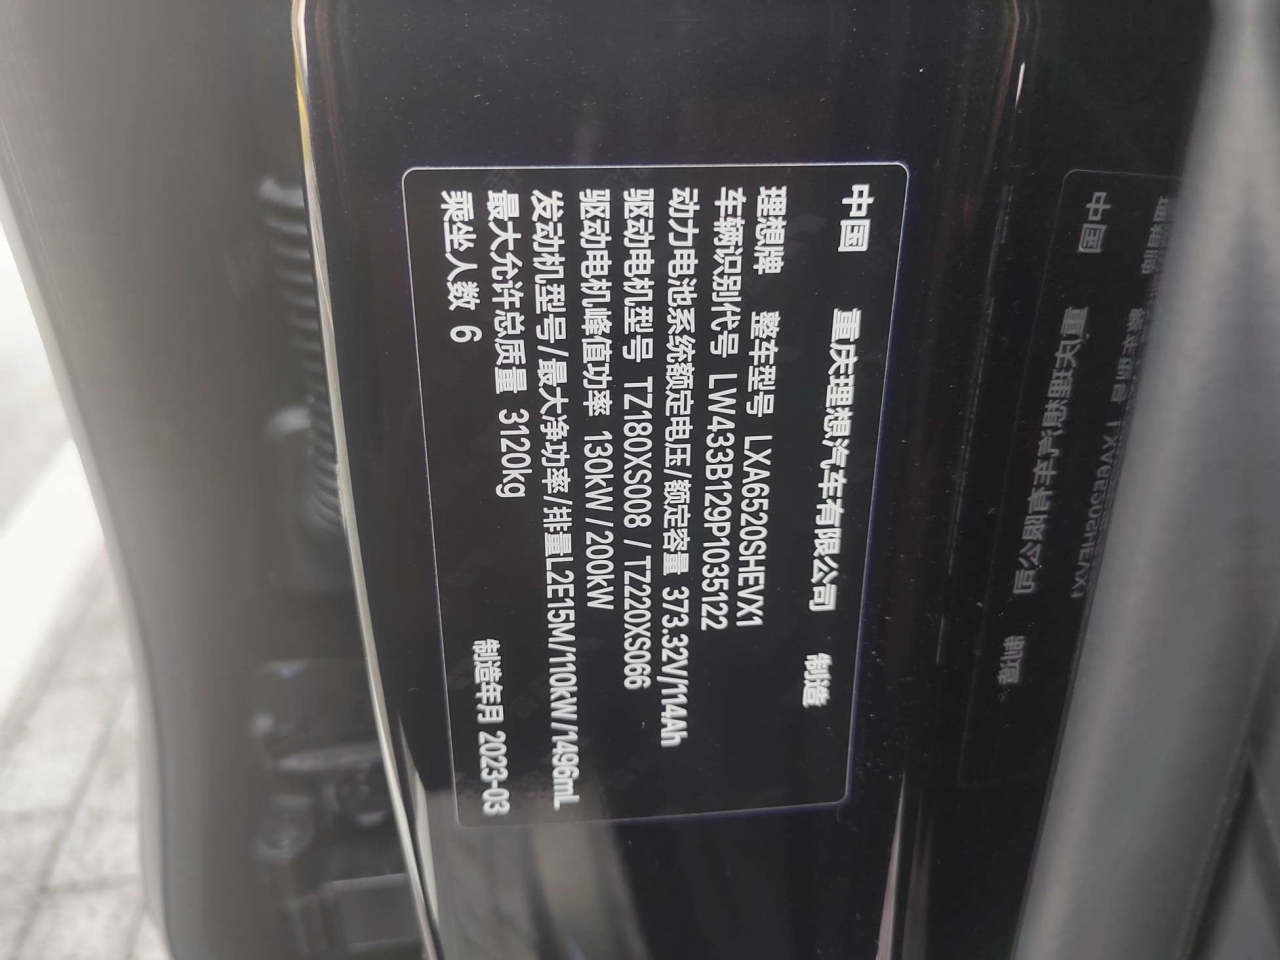 中国 重庆理想汽车有限公司 制造
理想牌 整车型号 LXA6520SHEVX1
车辆识别代号 LW433B129P1035122
动力电池系统额定电压/额定容量 373.32V/114Ah
驱动电机型号 TZ180XS008 / TZ220XS066
驱动电机峰值功率 130kW / 200kW
发动机型号/最大净功率/排量L2E15M/110kW/1496mL
最大允许总质量 3120kg
乘坐人数 6 制造年月 2023-03